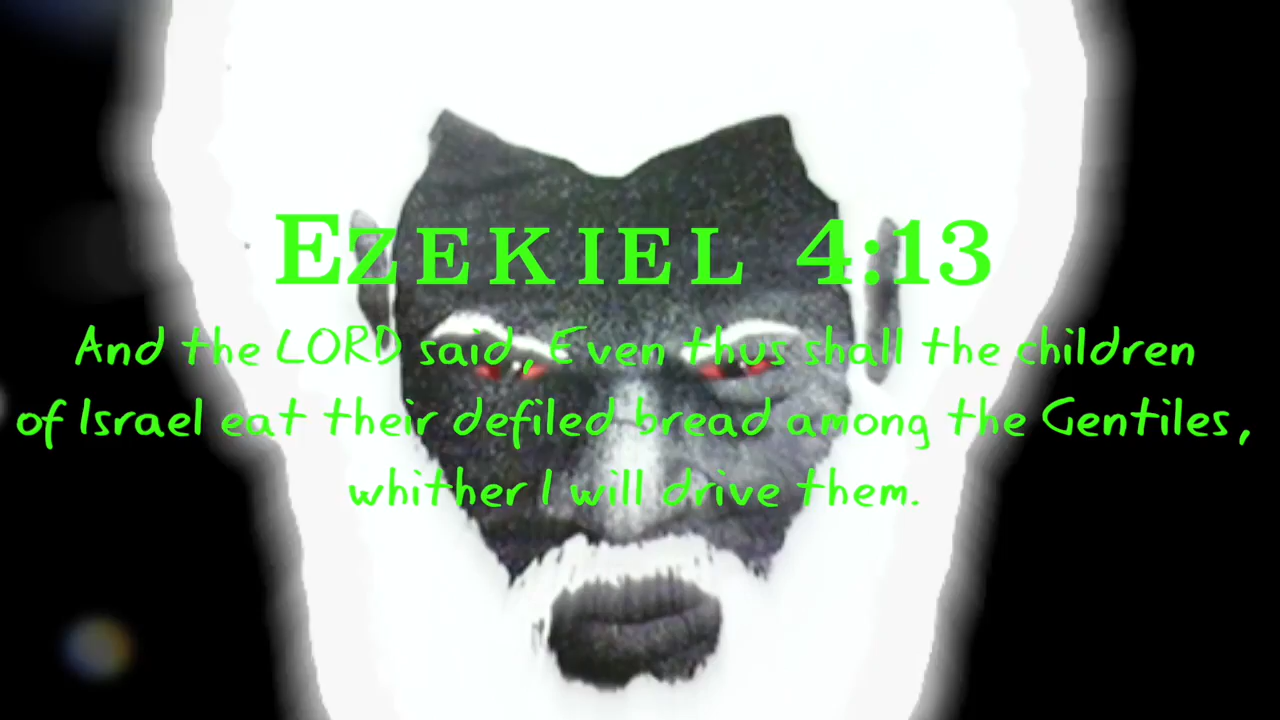 EZEKIEL 4:13
And the LORD said, Even thus shall the children
of Israel eat their defiled bread among the Gentiles,
whither I will drive them.